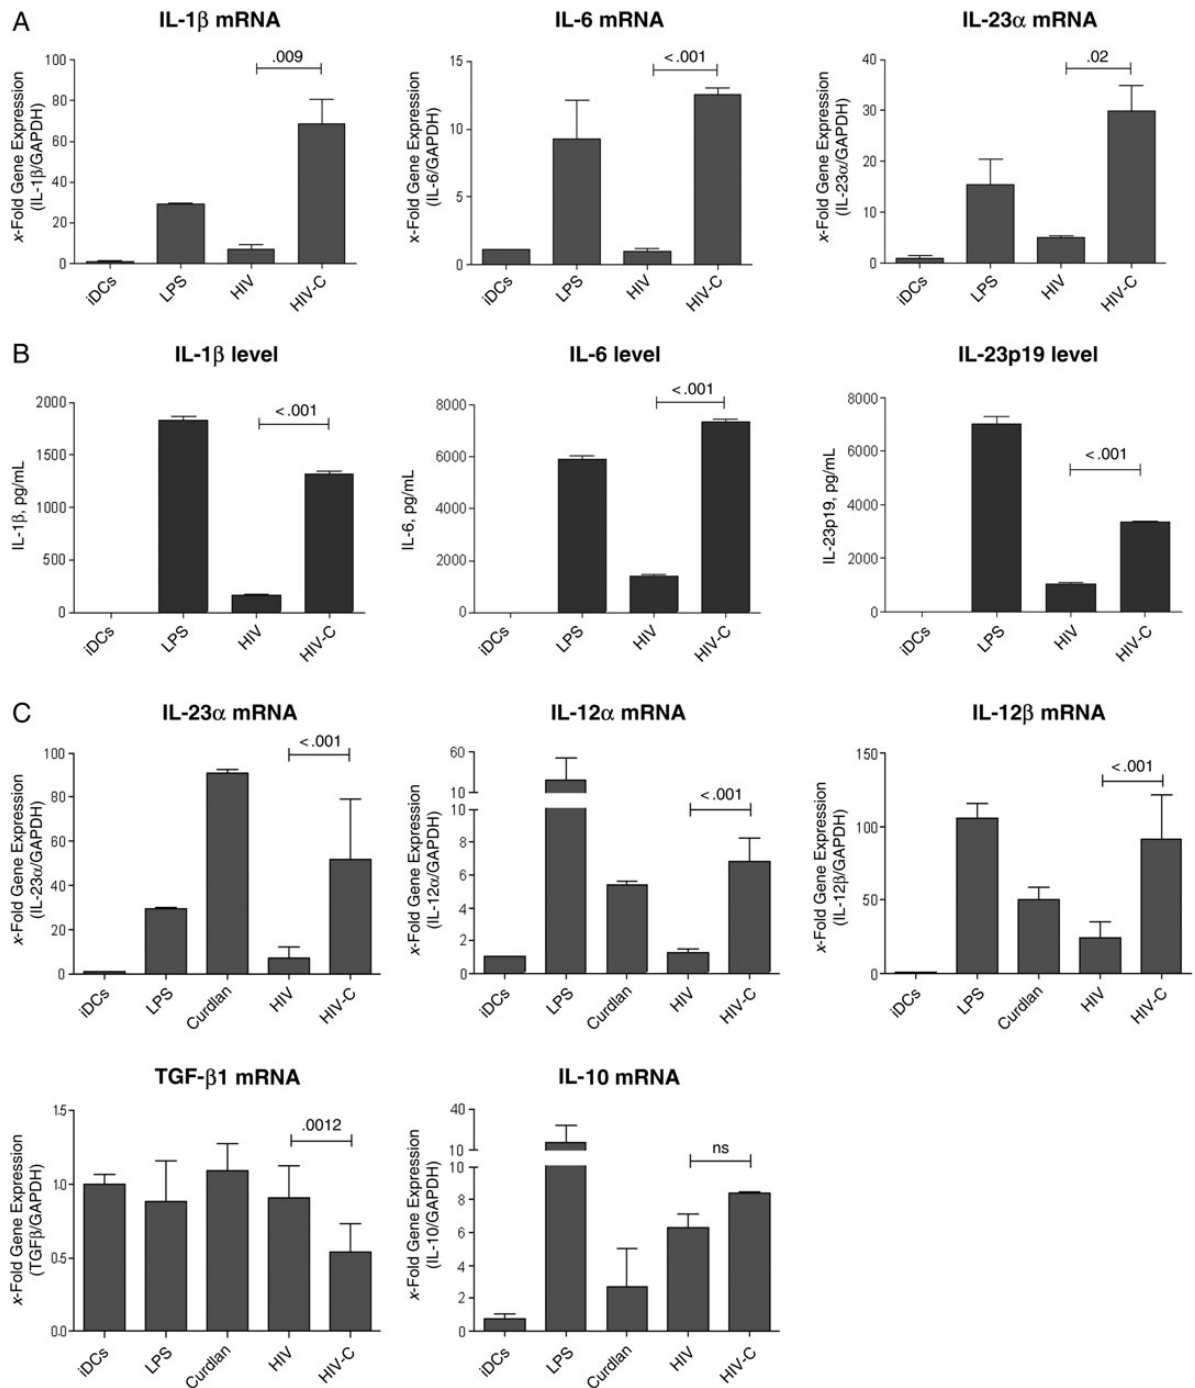 A
IL-1β mRNA
x-Fold Gene Expression
(IL-1β/GAPDH)
100
80
60
40
20
0
.009
iDCs
LPS
HIV
HIV-C
IL-6 mRNA
x-Fold Gene Expression
(IL-6/GAPDH)
15
10
5
0
<.001
iDCs
LPS
HIV
HIV-C
IL-23α mRNA
x-Fold Gene Expression
(IL-23α/GAPDH)
40
30
20
10
0
.02
iDCs
LPS
HIV
HIV-C
B
IL-1β level
IL-1β, pg/mL
2000
1500
1000
500
0
<.001
iDCs
LPS
HIV
HIV-C
IL-6 level
IL-6, pg/mL
8000
6000
4000
2000
0
<.001
iDCs
LPS
HIV
HIV-C
IL-23p19 level
IL-23p19, pg/mL
8000
6000
4000
2000
0
<.001
iDCs
LPS
HIV
HIV-C
C
IL-23α mRNA
x-Fold Gene Expression
(IL-23α/GAPDH)
100
80
60
40
20
0
<.001
iDCs
LPS
Curdlan
HIV
HIV-C
IL-12α mRNA
x-Fold Gene Expression
(IL-12α/GAPDH)
60
10
10
8
6
4
2
0
<.001
iDCs
LPS
Curdlan
HIV
HIV-C
IL-12β mRNA
x-Fold Gene Expression
(IL-12β/GAPDH)
150
100
50
0
<.001
iDCs
LPS
Curdlan
HIV
HIV-C
TGF-β1 mRNA
x-Fold Gene Expression
(TGFβ/GAPDH)
1.5
1.0
0.5
0.0
.0012
iDCs
LPS
Curdlan
HIV
HIV-C
IL-10 mRNA
x-Fold Gene Expression
(IL-10/GAPDH)
40
10
10
8
6
4
2
0
ns
iDCs
LPS
Curdlan
HIV
HIV-C